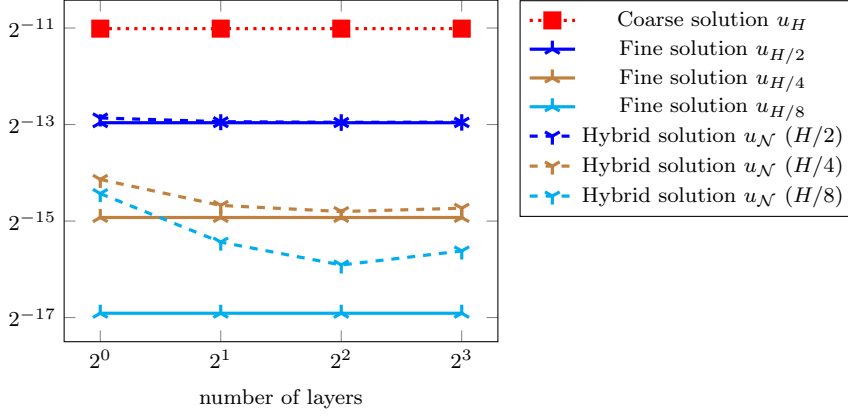 2^{-11}
2^{-13}
2^{-15}
2^{-17}
2^0 2^1 2^2 2^3
number of layers
Coarse solution u_H
Fine solution u_{H/2}
Fine solution u_{H/4}
Fine solution u_{H/8}
Hybrid solution u_𝒩 (H/2)
Hybrid solution u_𝒩 (H/4)
Hybrid solution u_𝒩 (H/8)